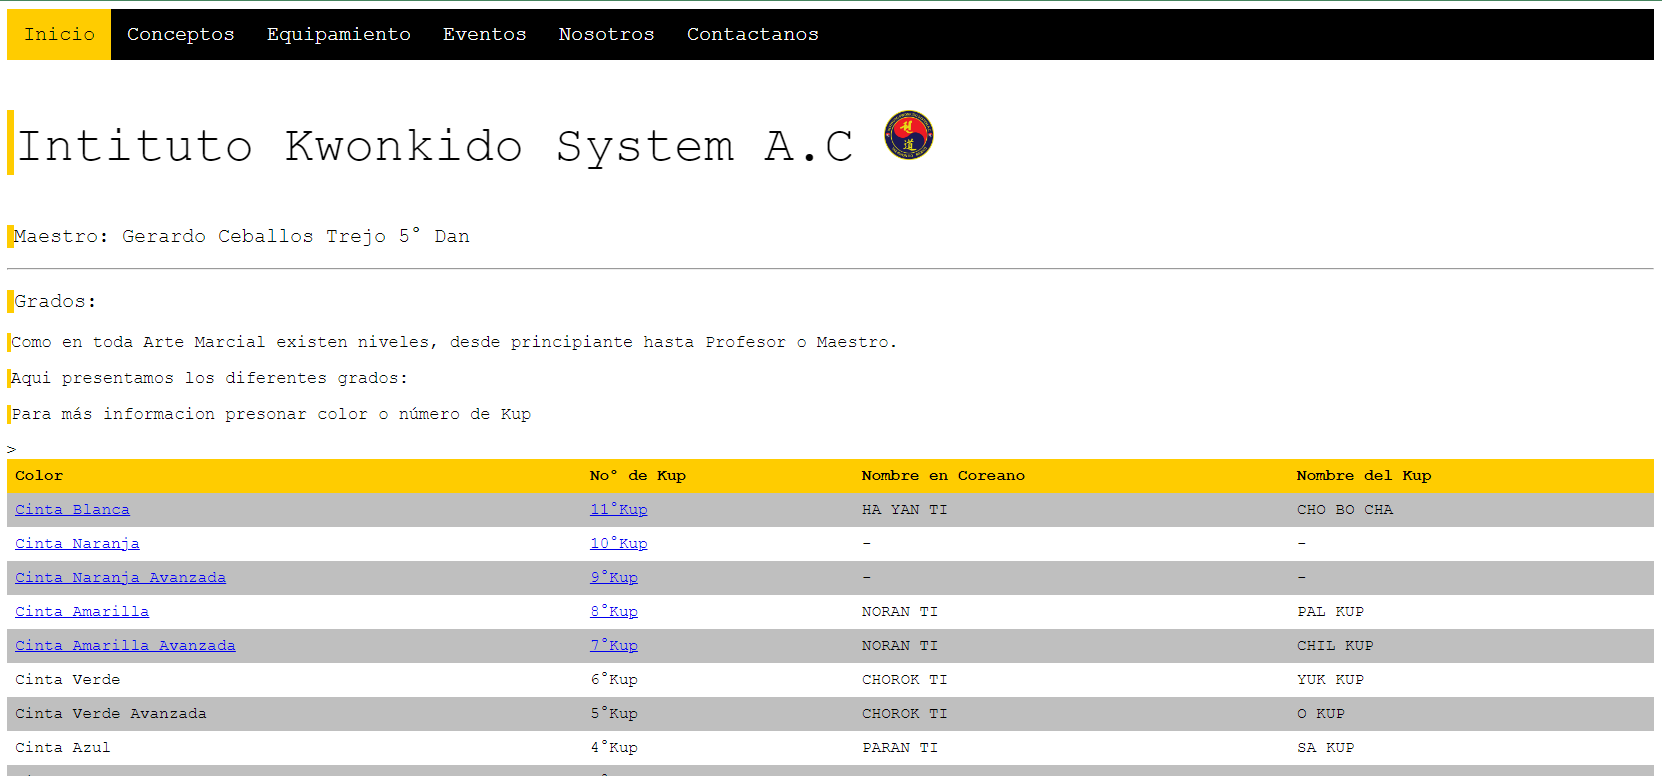 Inicio Conceptos Equipamiento Eventos Nosotros Contactanos
Intituto Kwonkido System A.C
Maestro: Gerardo Ceballos Trejo 5° Dan
Grados:
Como en toda Arte Marcial existen niveles, desde principiante hasta Profesor o Maestro.
Aqui presentamos los diferentes grados:
Para más informacion presonar color o número de Kup
>
Color No° de Kup Nombre en Coreano Nombre del Kup
Cinta Blanca 11°Kup HA YAN TI CHO BO CHA
Cinta Naranja 10°Kup - -
Cinta Naranja Avanzada 9°Kup - -
Cinta Amarilla 8°Kup NORAN TI PAL KUP
Cinta Amarilla Avanzada 7°Kup NORAN TI CHIL KUP
Cinta Verde 6°Kup CHOROK TI YUK KUP
Cinta Verde Avanzada 5°Kup CHOROK TI O KUP
Cinta Azul 4°Kup PARAN TI SA KUP